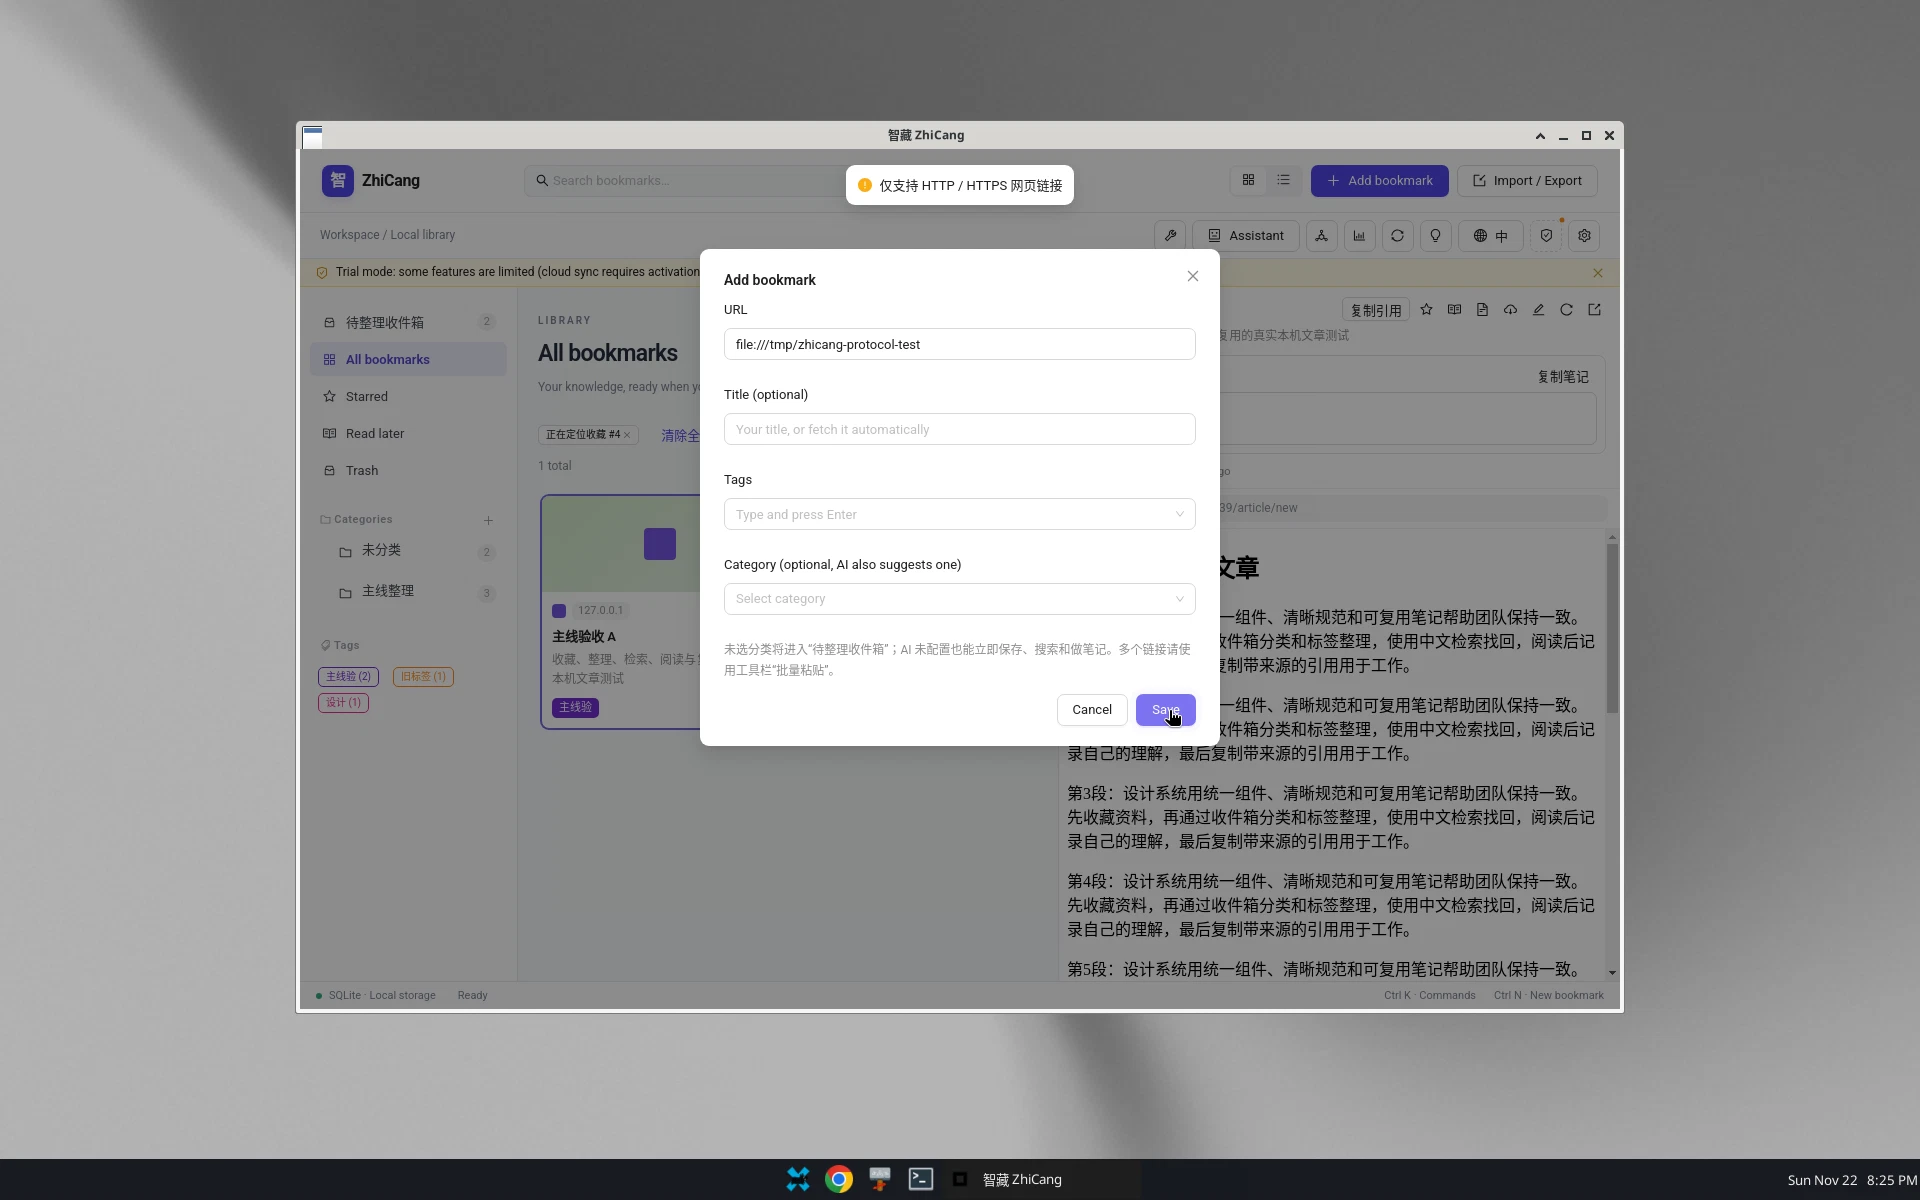 智藏 ZhiCang
智 ZhiCang
Search bookmarks...
仅支持 HTTP / HTTPS 网页链接
Add bookmark
Import / Export
Workspace / Local library
Assistant
中
Trial mode: some features are limited (cloud sync requires activation
待整理收件箱 2
All bookmarks
Starred
Read later
Trash
Categories
未分类 2
主线整理 3
Tags
主线验 (2) 旧标签 (1)
设计 (1)
LIBRARY
All bookmarks
Your knowledge, ready when
正在定位收藏 #4
清除全
1 total
127.0.0.1
主线验收 A
收藏、整理、检索、阅读与
本机文章测试
主线验
Add bookmark
URL
file:///tmp/zhicang-protocol-test
Title (optional)
Your title, or fetch it automatically
Tags
Type and press Enter
Category (optional, AI also suggests one)
Select category
未选分类将进入“待整理收件箱”；AI 未配置也能立即保存、搜索和做笔记。多个链接请使
用工具栏“批量粘贴”。
Cancel
Save
复制引用
复用的真实本机文章测试
复制笔记
go
39/article/new
文章
一组件、清晰规范和可复用笔记帮助团队保持一致。
收件箱分类和标签整理，使用中文检索找回，阅读后记
复制带来源的引用用于工作。
一组件、清晰规范和可复用笔记帮助团队保持一致。
收件箱分类和标签整理，使用中文检索找回，阅读后记
录自己的理解，最后复制带来源的引用用于工作。
第3段：设计系统用统一组件、清晰规范和可复用笔记帮助团队保持一致。
先收藏资料，再通过收件箱分类和标签整理，使用中文检索找回，阅读后记
录自己的理解，最后复制带来源的引用用于工作。
第4段：设计系统用统一组件、清晰规范和可复用笔记帮助团队保持一致。
先收藏资料，再通过收件箱分类和标签整理，使用中文检索找回，阅读后记
录自己的理解，最后复制带来源的引用用于工作。
第5段：设计系统用统一组件、清晰规范和可复用笔记帮助团队保持一致。
SQLite · Local storage Ready
Ctrl K · Commands Ctrl N · New bookmark
智藏 ZhiCang
Sun Nov 22 8:25 PM